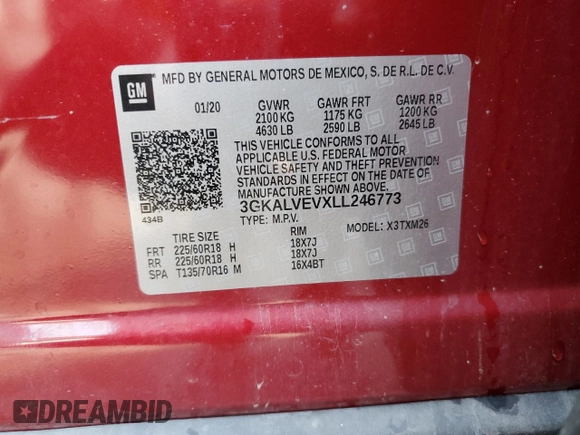 GM
MFD BY GENERAL MOTORS DE MEXICO, S. DE R.L. DE C.V.
01/20 GVWR GAWR FRT GAWR RR
2100 KG 1175 KG 1200 KG
4630 LB 2590 LB 2645 LB
THIS VEHICLE CONFORMS TO ALL
APPLICABLE U.S. FEDERAL MOTOR
VEHICLE SAFETY AND THEFT PREVENTION
STANDARDS IN EFFECT ON THE DATE OF
MANUFACTURE SHOWN ABOVE.
434B
3GKALVEVXLL246773
TYPE: M.P.V. MODEL: X3TXM26
TIRE SIZE RIM
FRT 225/60R18 H 18X7J
RR 225/60R18 H 18X7J
SPA T135/70R16 M 16X4BT
DREAMBID